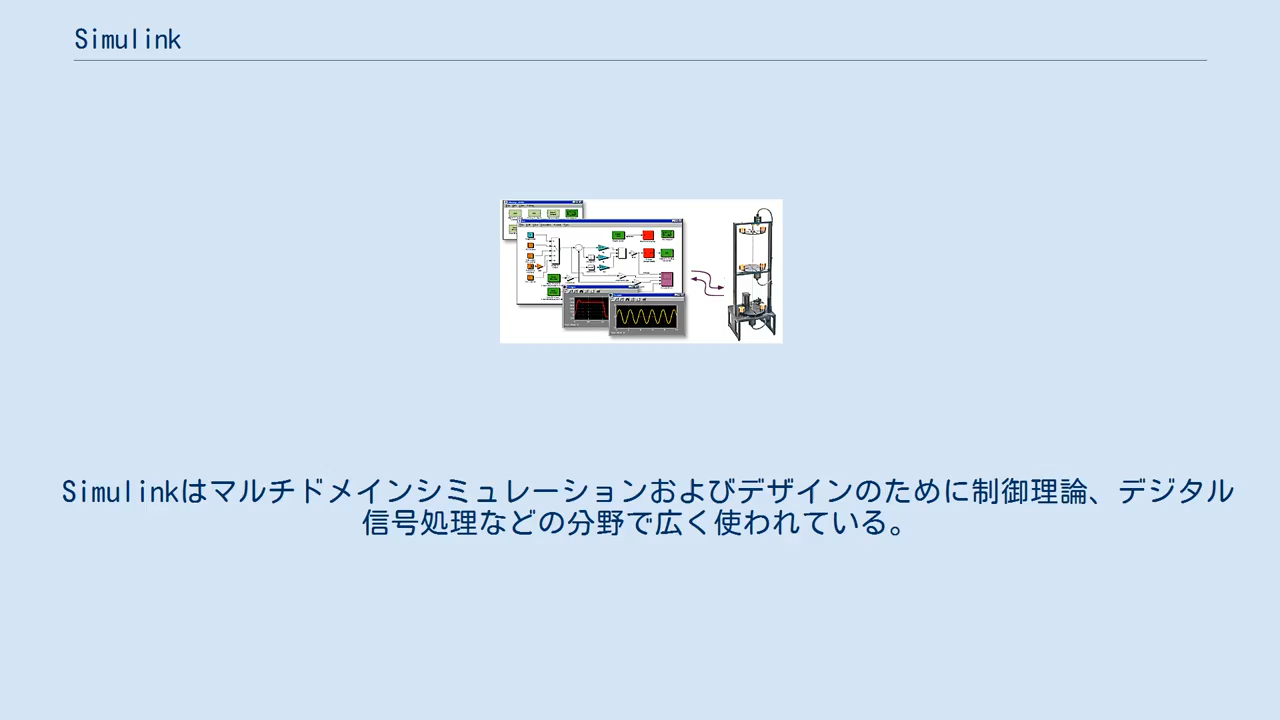 Simulink
Simulinkはマルチドメインシミュレーションおよびデザインのために制御理論、デジタル
信号処理などの分野で広く使われている。